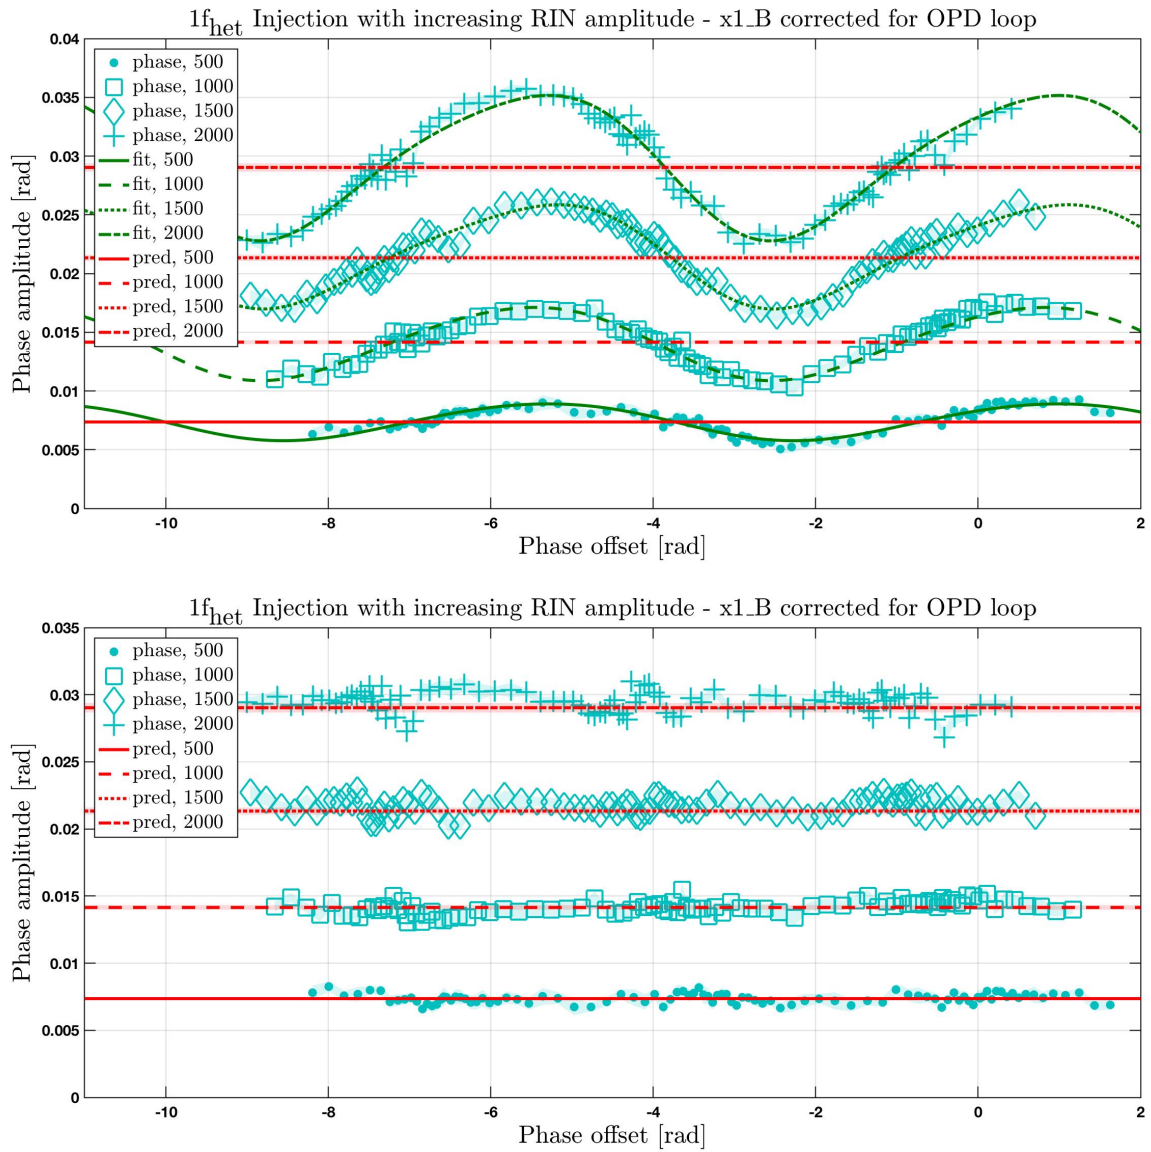 1f_het Injection with increasing RIN amplitude - x1_B corrected for OPD loop
0.04
0.035
0.03
0.025
0.02
0.015
0.01
0.005
0
Phase amplitude [rad]
phase, 500
phase, 1000
phase, 1500
phase, 2000
fit, 500
fit, 1000
fit, 1500
fit, 2000
pred, 500
pred, 1000
pred, 1500
pred, 2000
-10 -8 -6 -4 -2 0 2
Phase offset [rad]
1f_het Injection with increasing RIN amplitude - x1_B corrected for OPD loop
0.035
0.03
0.025
0.02
0.015
0.01
0.005
0
Phase amplitude [rad]
phase, 500
phase, 1000
phase, 1500
phase, 2000
pred, 500
pred, 1000
pred, 1500
pred, 2000
-10 -8 -6 -4 -2 0 2
Phase offset [rad]